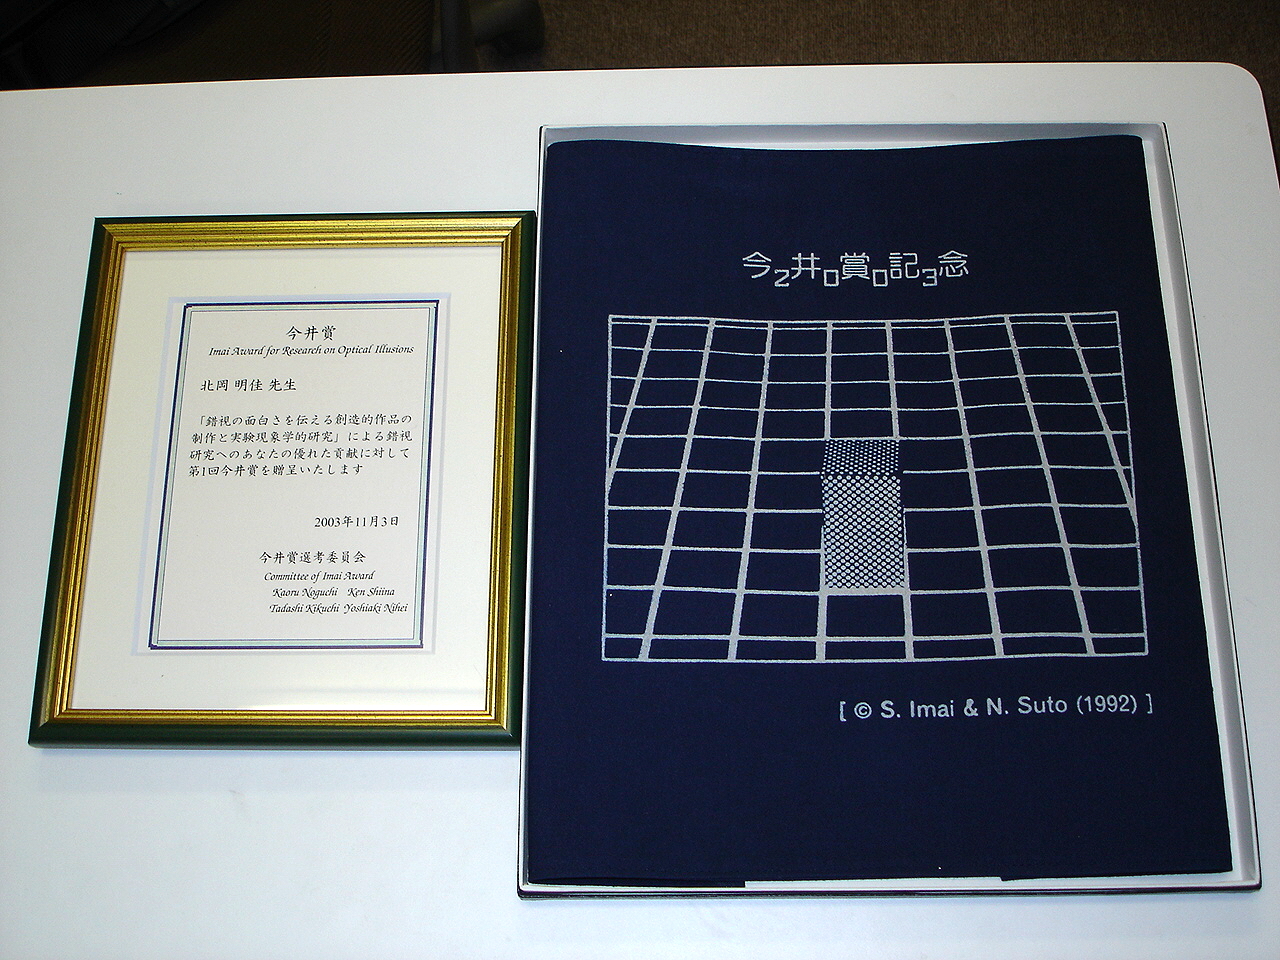 今井賞
Imai Award for Research on Optical Illusions
北岡 明佳 先生
「錯視の面白さを伝える創造的作品の
制作と実験現象学的研究」による錯視
研究へのあなたの優れた貢献に対して
第1回今井賞を贈呈いたします
2003年11月3日
今井賞選考委員会
Committee of Imai Award
Kaoru Noguchi Ken Shiina
Tadashi Kikuchi Yoshiaki Nihei
今2井0賞0記3念
[ © S. Imai & N. Suto (1992) ]